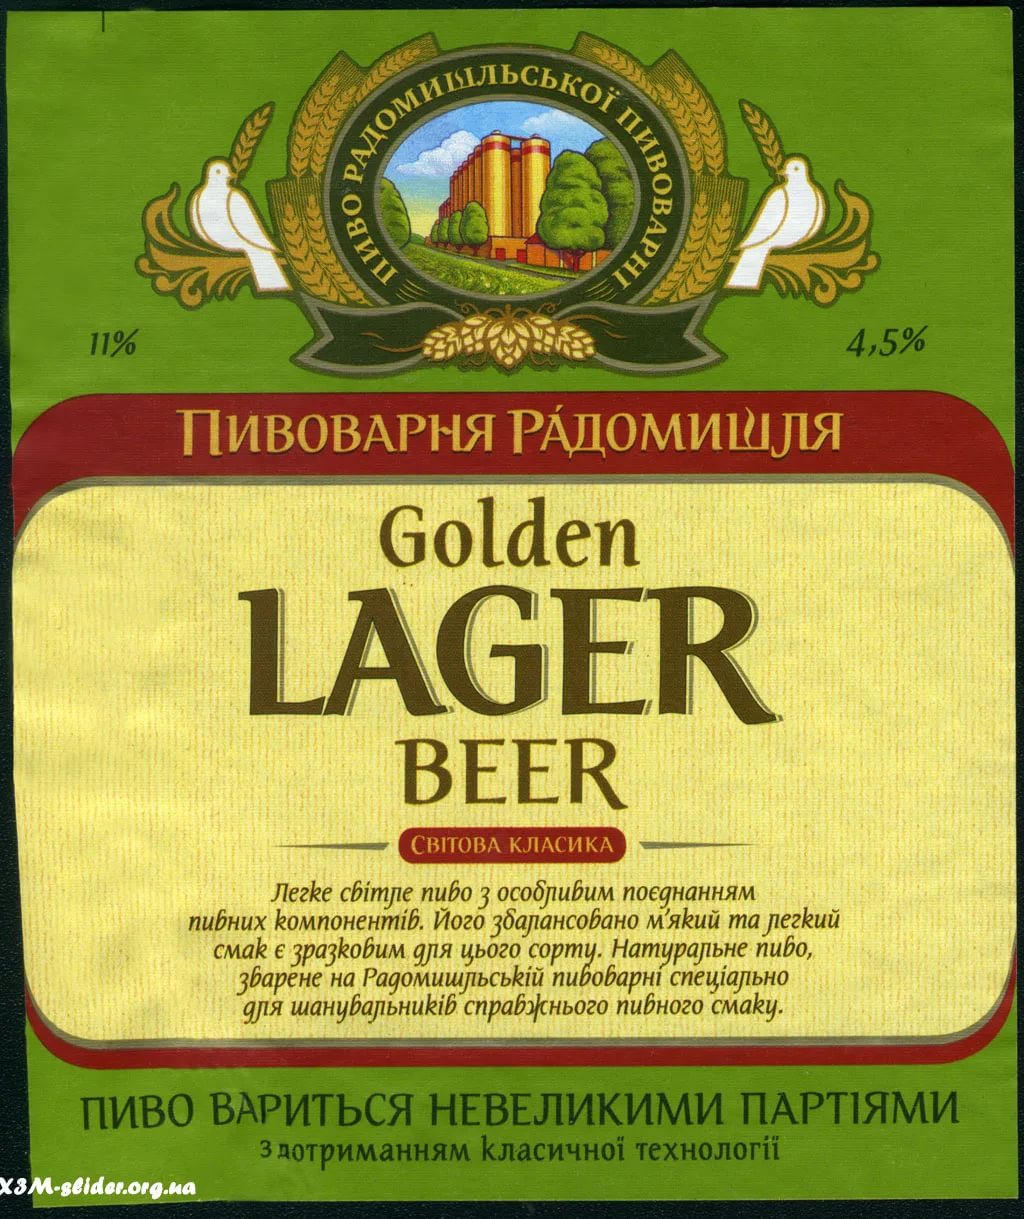 ПИВО РАДОМИШЛЬСЬКОЇ ПИВОВАРНІ
11%
4,5%
ПИВОВАРНЯ РА́ДОМИШЛЯ
Golden
LAGER
BEER
СВІТОВА КЛАСИКА
Легке світле пиво з особливим поєднанням
пивних компонентів. Його збалансовано м'який та легкий
смак є зразковим для цього сорту. Натуральне пиво,
зварене на Радомишльській пивоварні спеціально
для шанувальників справжнього пивного смаку.
ПИВО ВАРИТЬСЯ НЕВЕЛИКИМИ ПАРТІЯМИ
З дотриманням класичної технології
X3M-slider.org.ua